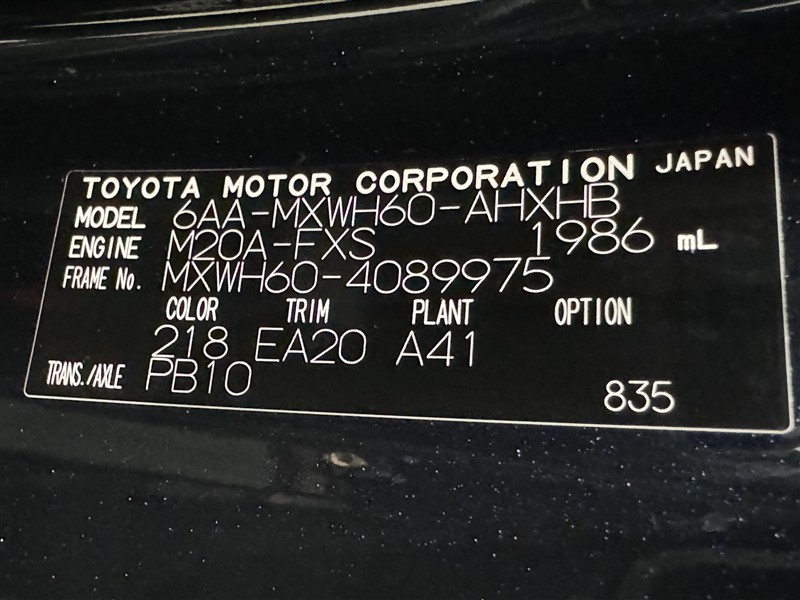 TOYOTA MOTOR CORPORATION JAPAN
MODEL 6AA-MXWH60-AHXHB
ENGINE M20A-FXS 1986 mL
FRAME No. MXWH60-4089975
COLOR TRIM PLANT OPTION
218 EA20 A41
TRANS./AXLE PB10
835